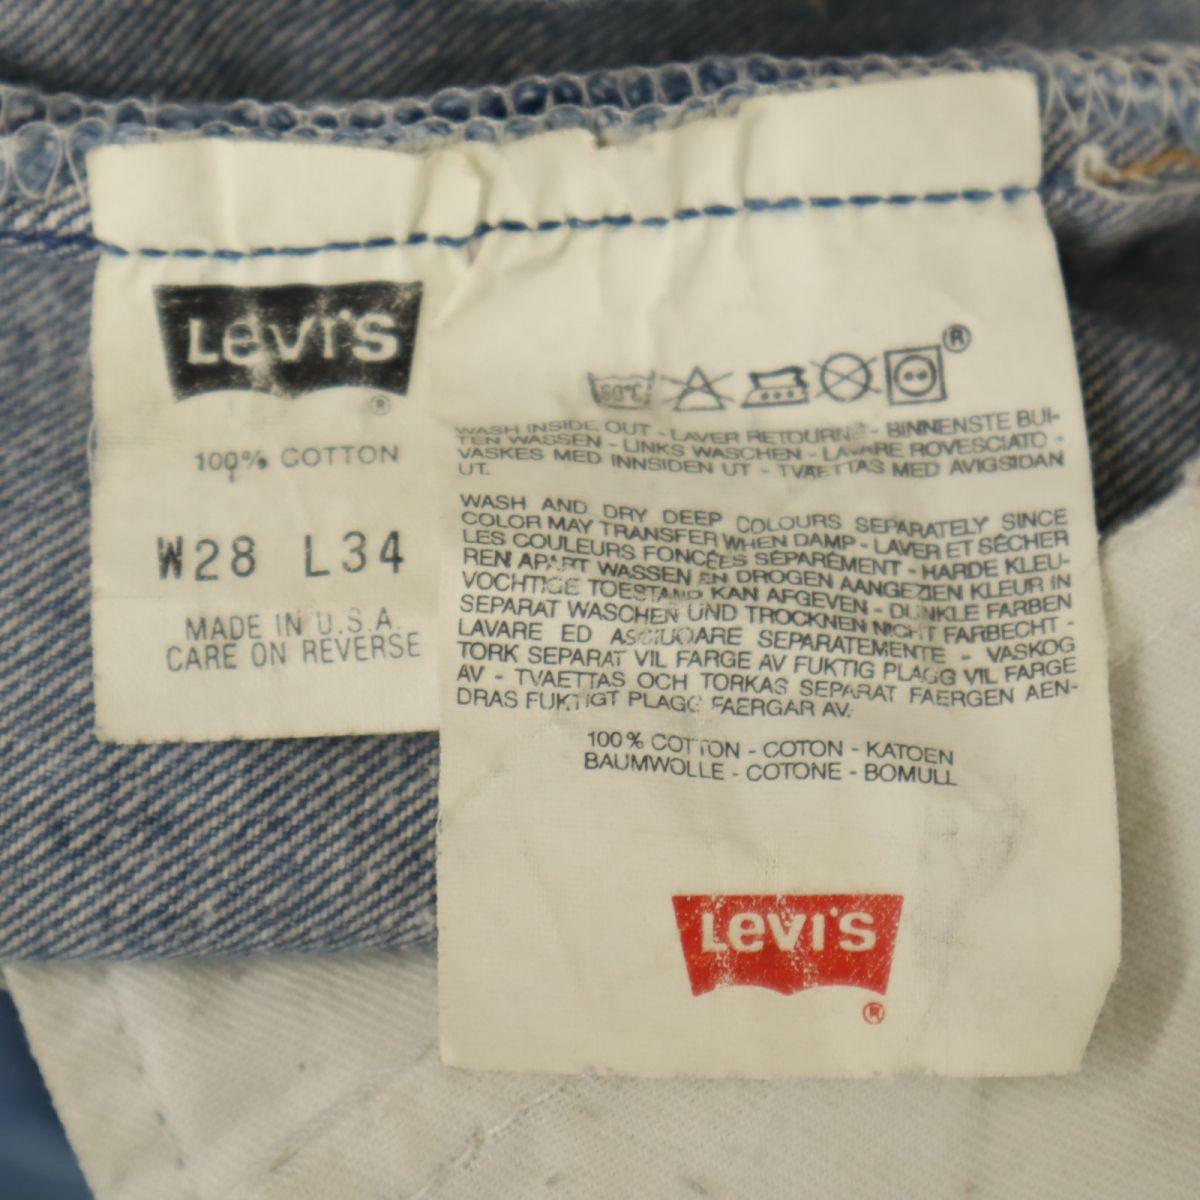 Levi's
®
100% COTTON
W28 L34
MADE IN U.S.A.
CARE ON REVERSE
60°C
®
WASH INSIDE OUT - LAVER RETOURNE - BINNENSTE BUI-
TEN WASSEN - LINKS WASCHEN - LAVARE ROVESCIATO -
VASKES MED INNSIDEN UT - TVAETTAS MED AVIGSIDAN
UT.
WASH AND DRY DEEP COLOURS SEPARATELY SINCE
COLOR MAY TRANSFER WHEN DAMP - LAVER ET SÉCHER
LES COULEURS FONCÉES SÉPARÉMENT - HARDE KLEU-
REN APART WASSEN EN DROGEN AANGEZIEN KLEUR IN
VOCHTIGE TOESTAND KAN AFGEVEN - DUNKLE FARBEN
SEPARAT WASCHEN UND TROCKNEN NICHT FARBECHT -
LAVARE ED ASCIUGARE SEPARATEMENTE - VASKOG
TORK SEPARAT VIL FARGE AV FUKTIG PLAGG VIL FARGE
AV - TVAETTAS OCH TORKAS SEPARAT FAERGEN AEN-
DRAS FUKTIGT PLAGG FAERGAR AV.
100% COTTON - COTON - KATOEN
BAUMWOLLE - COTONE - BOMULL
Levi's
®